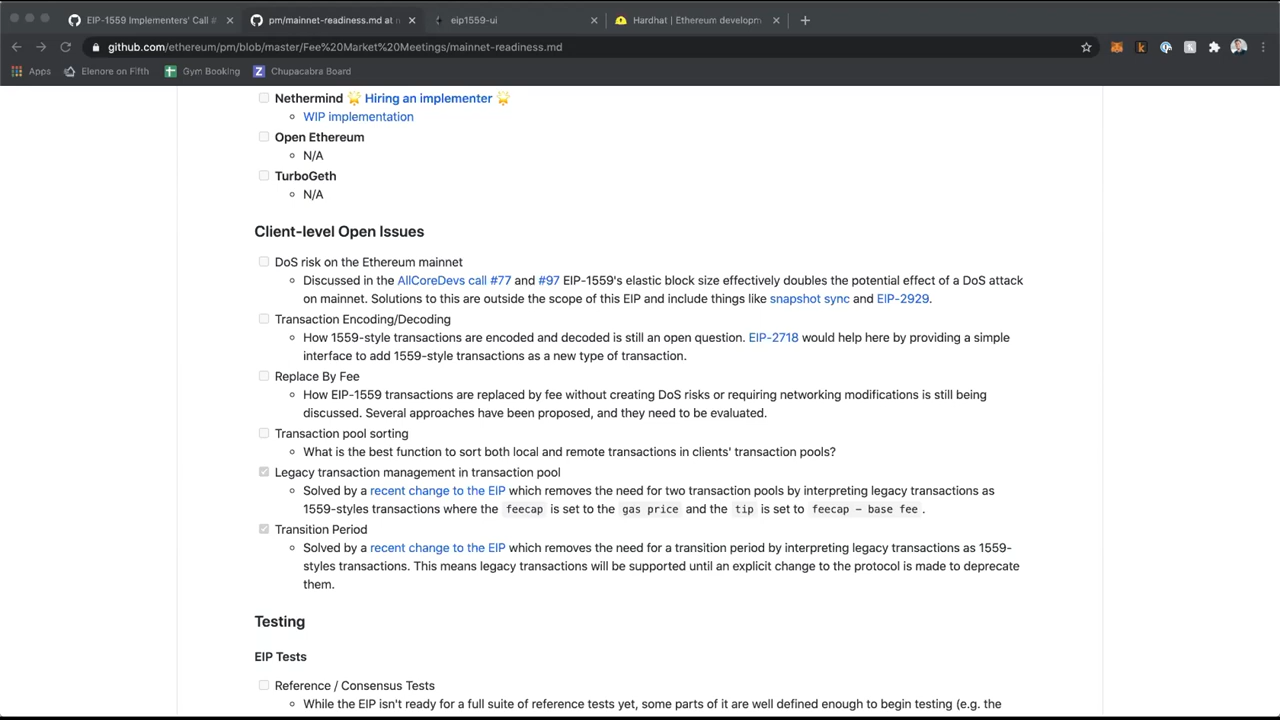 EIP-1559 Implementers' Call #
pm/mainnet-readiness.md at
eip1559-ui
Hardhat | Ethereum developm
github.com/ethereum/pm/blob/master/Fee%20Market%20Meetings/mainnet-readiness.md
Apps
Elenore on Fifth
Gym Booking
Chupacabra Board
Nethermind 🌟 Hiring an implementer 🌟
WIP implementation
Open Ethereum
N/A
TurboGeth
N/A
Client-level Open Issues
DoS risk on the Ethereum mainnet
Discussed in the AllCoreDevs call #77 and #97 EIP-1559's elastic block size effectively doubles the potential effect of a DoS attack
on mainnet. Solutions to this are outside the scope of this EIP and include things like snapshot sync and EIP-2929.
Transaction Encoding/Decoding
How 1559-style transactions are encoded and decoded is still an open question. EIP-2718 would help here by providing a simple
interface to add 1559-style transactions as a new type of transaction.
Replace By Fee
How EIP-1559 transactions are replaced by fee without creating DoS risks or requiring networking modifications is still being
discussed. Several approaches have been proposed, and they need to be evaluated.
Transaction pool sorting
What is the best function to sort both local and remote transactions in clients' transaction pools?
Legacy transaction management in transaction pool
Solved by a recent change to the EIP which removes the need for two transaction pools by interpreting legacy transactions as
1559-styles transactions where the feecap is set to the gas price and the tip is set to feecap - base fee.
Transition Period
Solved by a recent change to the EIP which removes the need for a transition period by interpreting legacy transactions as 1559-
styles transactions. This means legacy transactions will be supported until an explicit change to the protocol is made to deprecate
them.
Testing
EIP Tests
Reference / Consensus Tests
While the EIP isn't ready for a full suite of reference tests yet, some parts of it are well defined enough to begin testing (e.g. the